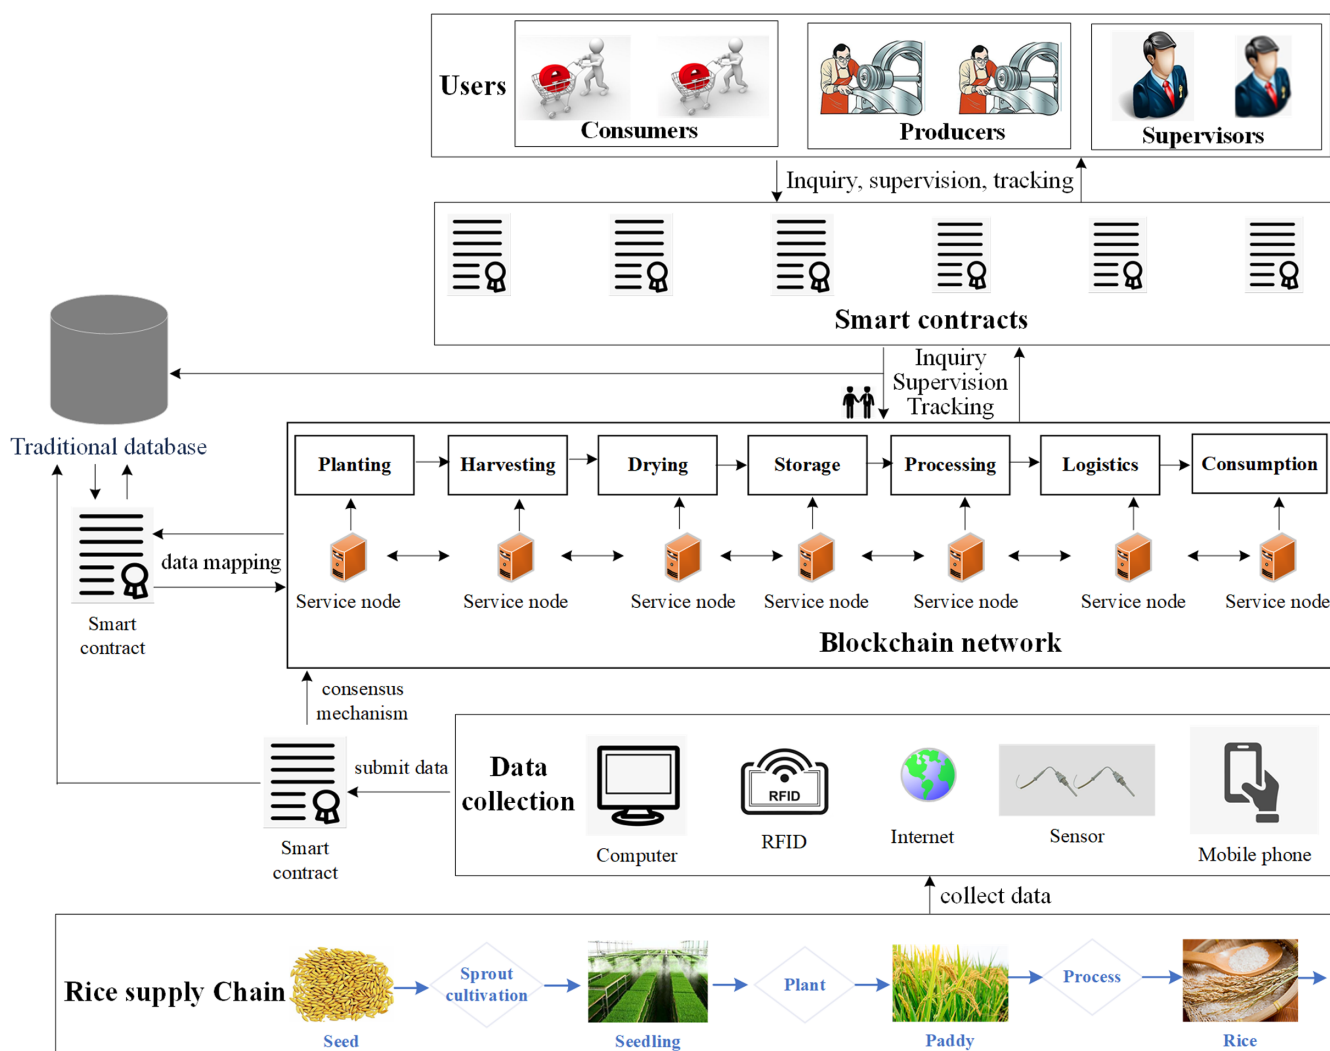 Users
Consumers
Producers
Supervisors
Inquiry, supervision, tracking
Smart contracts
Inquiry
Supervision
Tracking
Traditional database
Planting
Harvesting
Drying
Storage
Processing
Logistics
Consumption
data mapping
Service node
Service node
Service node
Service node
Service node
Service node
Service node
Smart
contract
Blockchain network
consensus
mechanism
submit data
Smart
contract
Data
collection
Computer
RFID
RFID
Internet
Sensor
Mobile phone
collect data
Rice supply Chain
Seed
Sprout
cultivation
Seedling
Plant
Paddy
Process
Rice